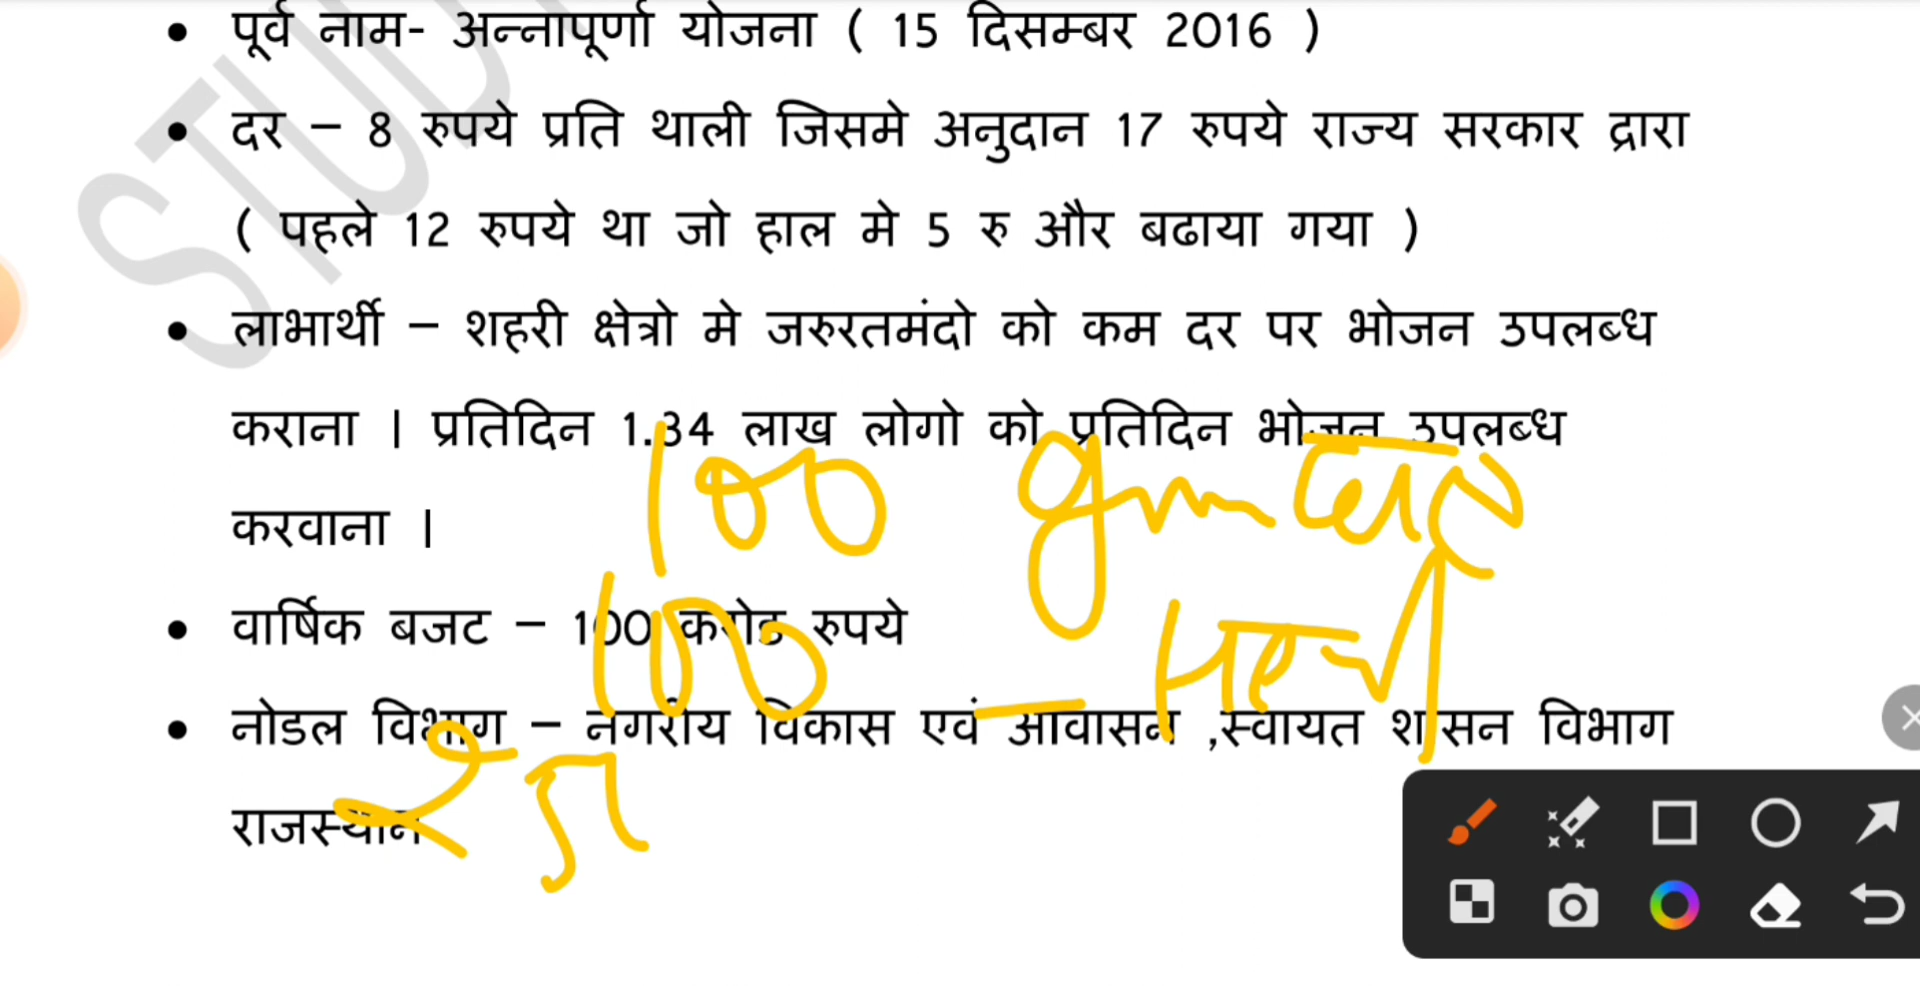 • पूर्व नाम- अन्नापूर्णा योजना ( 15 दिसम्बर 2016 )
• दर – 8 रुपये प्रति थाली जिसमे अनुदान 17 रुपये राज्य सरकार द्रारा
( पहले 12 रुपये था जो हाल मे 5 रु और बढाया गया )
• लाभार्थी – शहरी क्षेत्रो मे जरुरतमंदो को कम दर पर भोजन उपलब्ध
कराना । प्रतिदिन 1.34 लाख लोगो को प्रतिदिन भोजन उपलब्ध
करवाना ।
100 gm दाल
• वार्षिक बजट – 100 करोड रुपये
100
• नोडल विभाग – नगरीय विकास एवं आवासन ,स्वायत शासन विभाग
राजस्थान
STUD